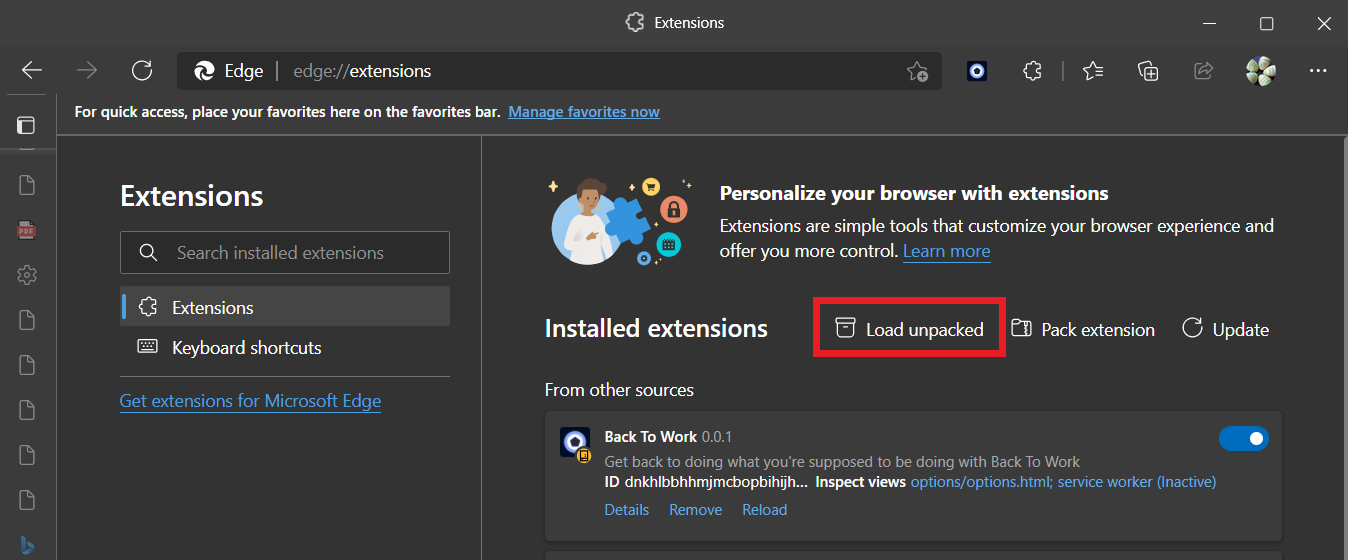 Extensions
Edge edge://extensions
For quick access, place your favorites here on the favorites bar. Manage favorites now
Extensions
Search installed extensions
Extensions
Keyboard shortcuts
Get extensions for Microsoft Edge
Personalize your browser with extensions
Extensions are simple tools that customize your browser experience and
offer you more control. Learn more
Installed extensions
Load unpacked
Pack extension
Update
From other sources
Back To Work 0.0.1
Get back to doing what you're supposed to be doing with Back To Work
ID dnkhlbbhhmjmcbopbihijh... Inspect views options/options.html; service worker (Inactive)
Details Remove Reload
PDF